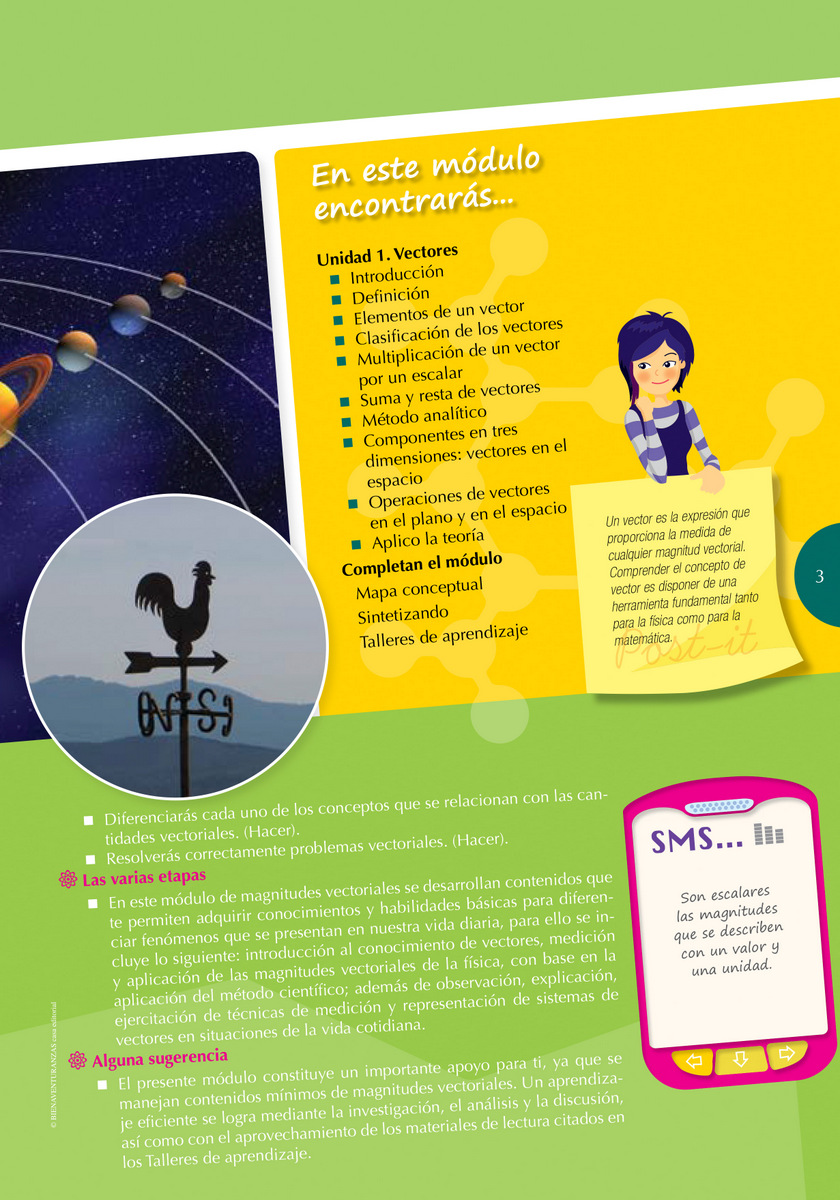 En este módulo
encontrarás...
Unidad 1. Vectores
■ Introducción
■ Definición
■ Elementos de un vector
■ Clasificación de los vectores
■ Multiplicación de un vector
por un escalar
■ Suma y resta de vectores
■ Método analítico
■ Componentes en tres
dimensiones: vectores en el
espacio
■ Operaciones de vectores
en el plano y en el espacio
■ Aplico la teoría
Completan el módulo
Mapa conceptual
Sintetizando
Talleres de aprendizaje
Un vector es la expresión que
proporciona la medida de
cualquier magnitud vectorial.
Comprender el concepto de
vector es disponer de una
herramienta fundamental tanto
para la física como para la
matemática.
Post-it
3
N S
■ Diferenciarás cada uno de los conceptos que se relacionan con las can-
tidades vectoriales. (Hacer).
■ Resolverás correctamente problemas vectoriales. (Hacer).
Las varias etapas
■ En este módulo de magnitudes vectoriales se desarrollan contenidos que
te permiten adquirir conocimientos y habilidades básicas para diferen-
ciar fenómenos que se presentan en nuestra vida diaria, para ello se in-
cluye lo siguiente: introducción al conocimiento de vectores, medición
y aplicación de las magnitudes vectoriales de la física, con base en la
aplicación del método científico; además de observación, explicación,
ejercitación de técnicas de medición y representación de sistemas de
vectores en situaciones de la vida cotidiana.
Alguna sugerencia
■ El presente módulo constituye un importante apoyo para ti, ya que se
manejan contenidos mínimos de magnitudes vectoriales. Un aprendiza-
je eficiente se logra mediante la investigación, el análisis y la discusión,
así como con el aprovechamiento de los materiales de lectura citados en
los Talleres de aprendizaje.
SMS...
Son escalares
las magnitudes
que se describen
con un valor y
una unidad.
© BIENAVENTURANZAS casa editorial